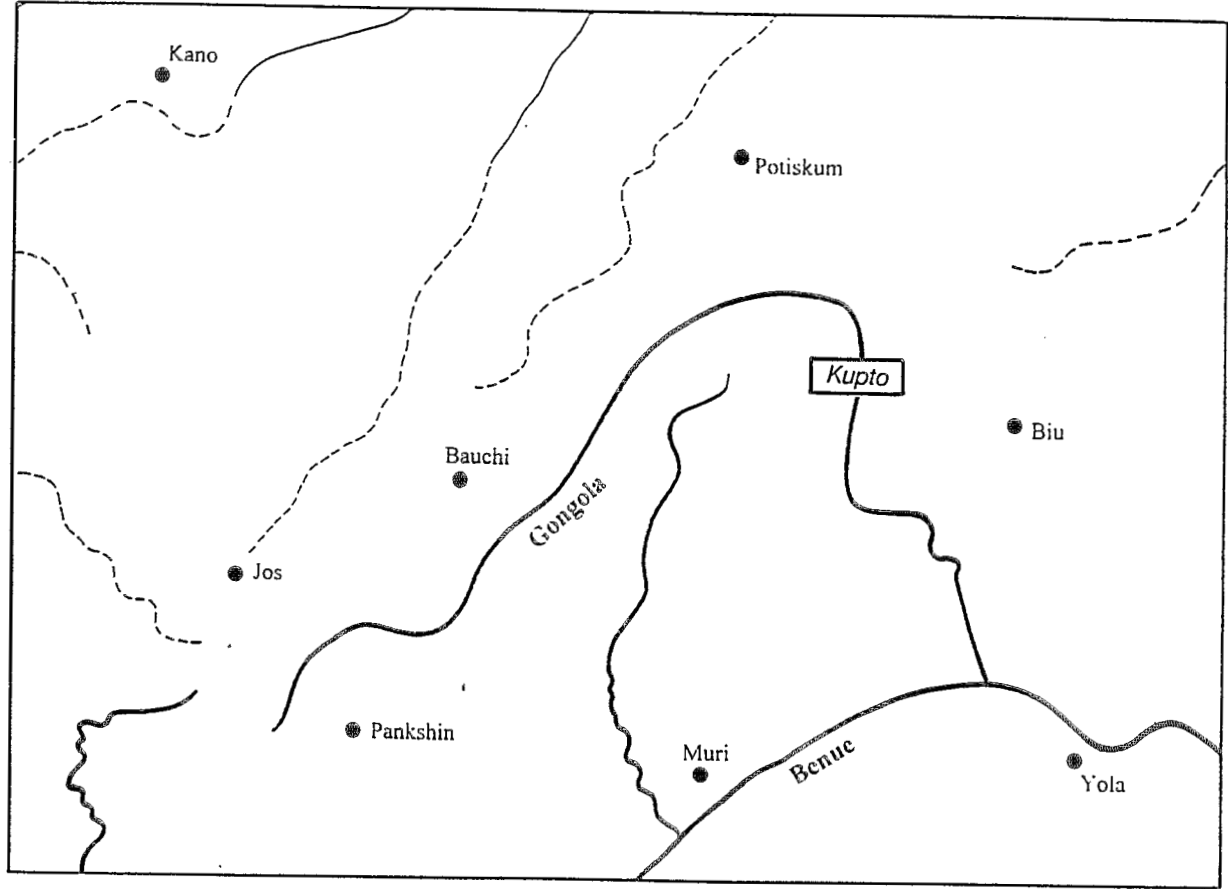 Kano
Potiskum
Kupto
Biu
Bauchi
Gongola
Jos
Pankshin
Muri
Benue
Yola